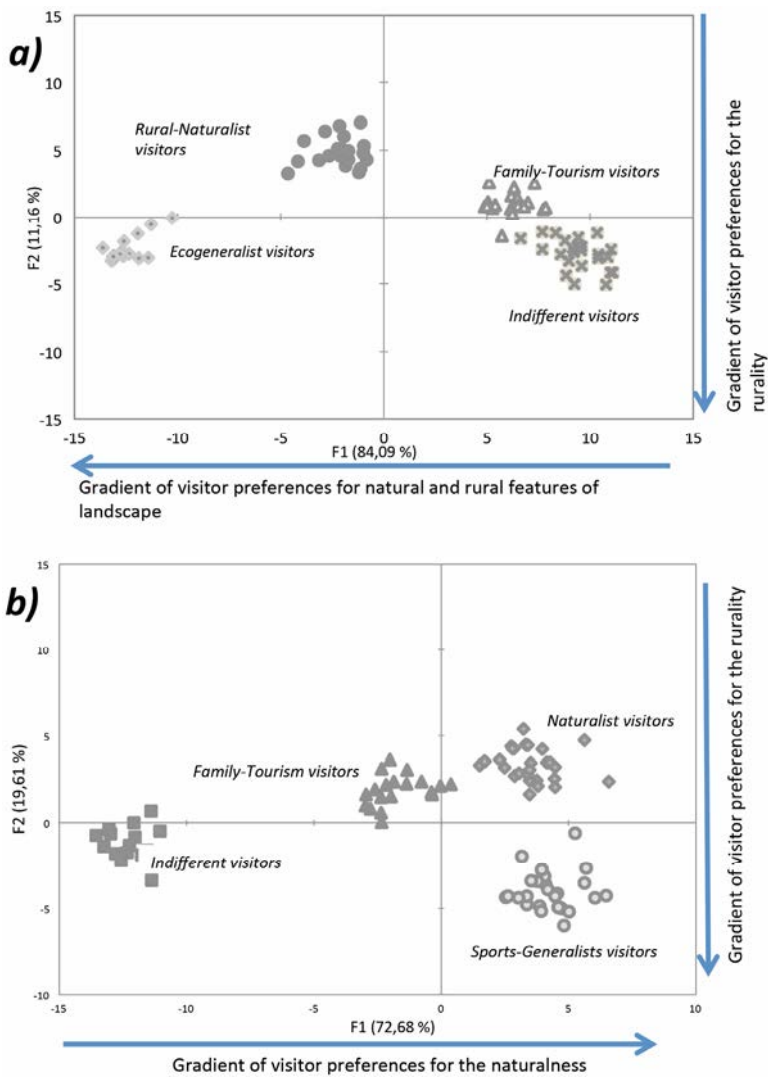 a)
15
10
5
0
-5
-10
-15
F2 (11,16 %)
Rural-Naturalist
visitors
Ecogeneralist visitors
Family-Tourism visitors
Indifferent visitors
-15 -10 -5 0 5 10 15
F1 (84,09 %)
Gradient of visitor preferences for natural and rural features of
landscape
Gradient of visitor preferences for the
rurality
b)
15
10
5
0
-5
-10
F2 (19,61 %)
Naturalist visitors
Family-Tourism visitors
Indifferent visitors
Sports-Generalists visitors
-15 -10 -5 0 5 10
F1 (72,68 %)
Gradient of visitor preferences for the naturalness
Gradient of visitor preferences for the rurality